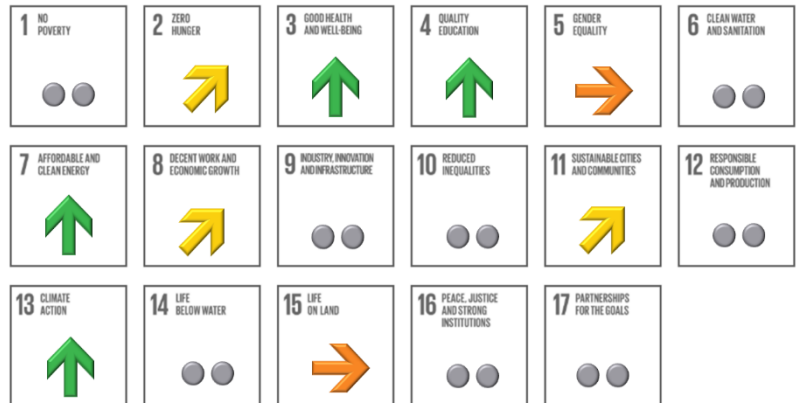 1 NO
POVERTY
2 ZERO
HUNGER
3 GOOD HEALTH
AND WELL-BEING
4 QUALITY
EDUCATION
5 GENDER
EQUALITY
6 CLEAN WATER
AND SANITATION
7 AFFORDABLE AND
CLEAN ENERGY
8 DECENT WORK AND
ECONOMIC GROWTH
9 INDUSTRY, INNOVATION
AND INFRASTRUCTURE
10 REDUCED
INEQUALITIES
11 SUSTAINABLE CITIES
AND COMMUNITIES
12 RESPONSIBLE
CONSUMPTION
AND PRODUCTION
13 CLIMATE
ACTION
14 LIFE
BELOW WATER
15 LIFE
ON LAND
16 PEACE, JUSTICE
AND STRONG
INSTITUTIONS
17 PARTNERSHIPS
FOR THE GOALS